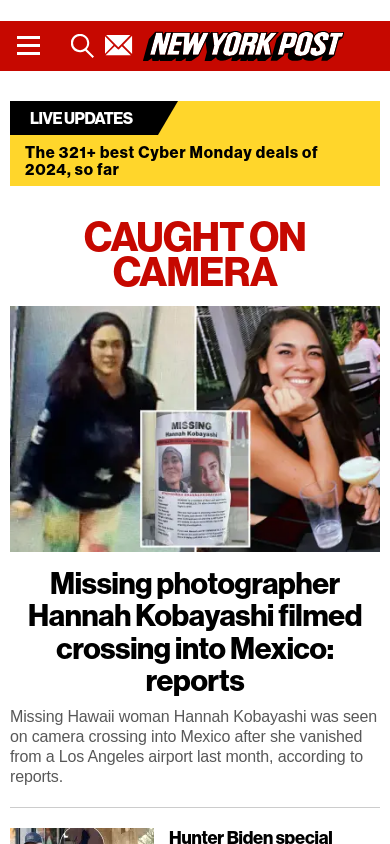 NEW YORK POST
LIVE UPDATES
The 321+ best Cyber Monday deals of
2024, so far
CAUGHT ON
CAMERA
MISSING
Hannah Kobayashi
Missing photographer
Hannah Kobayashi filmed
crossing into Mexico:
reports
Missing Hawaii woman Hannah Kobayashi was seen
on camera crossing into Mexico after she vanished
from a Los Angeles airport last month, according to
reports.
Hunter Biden special